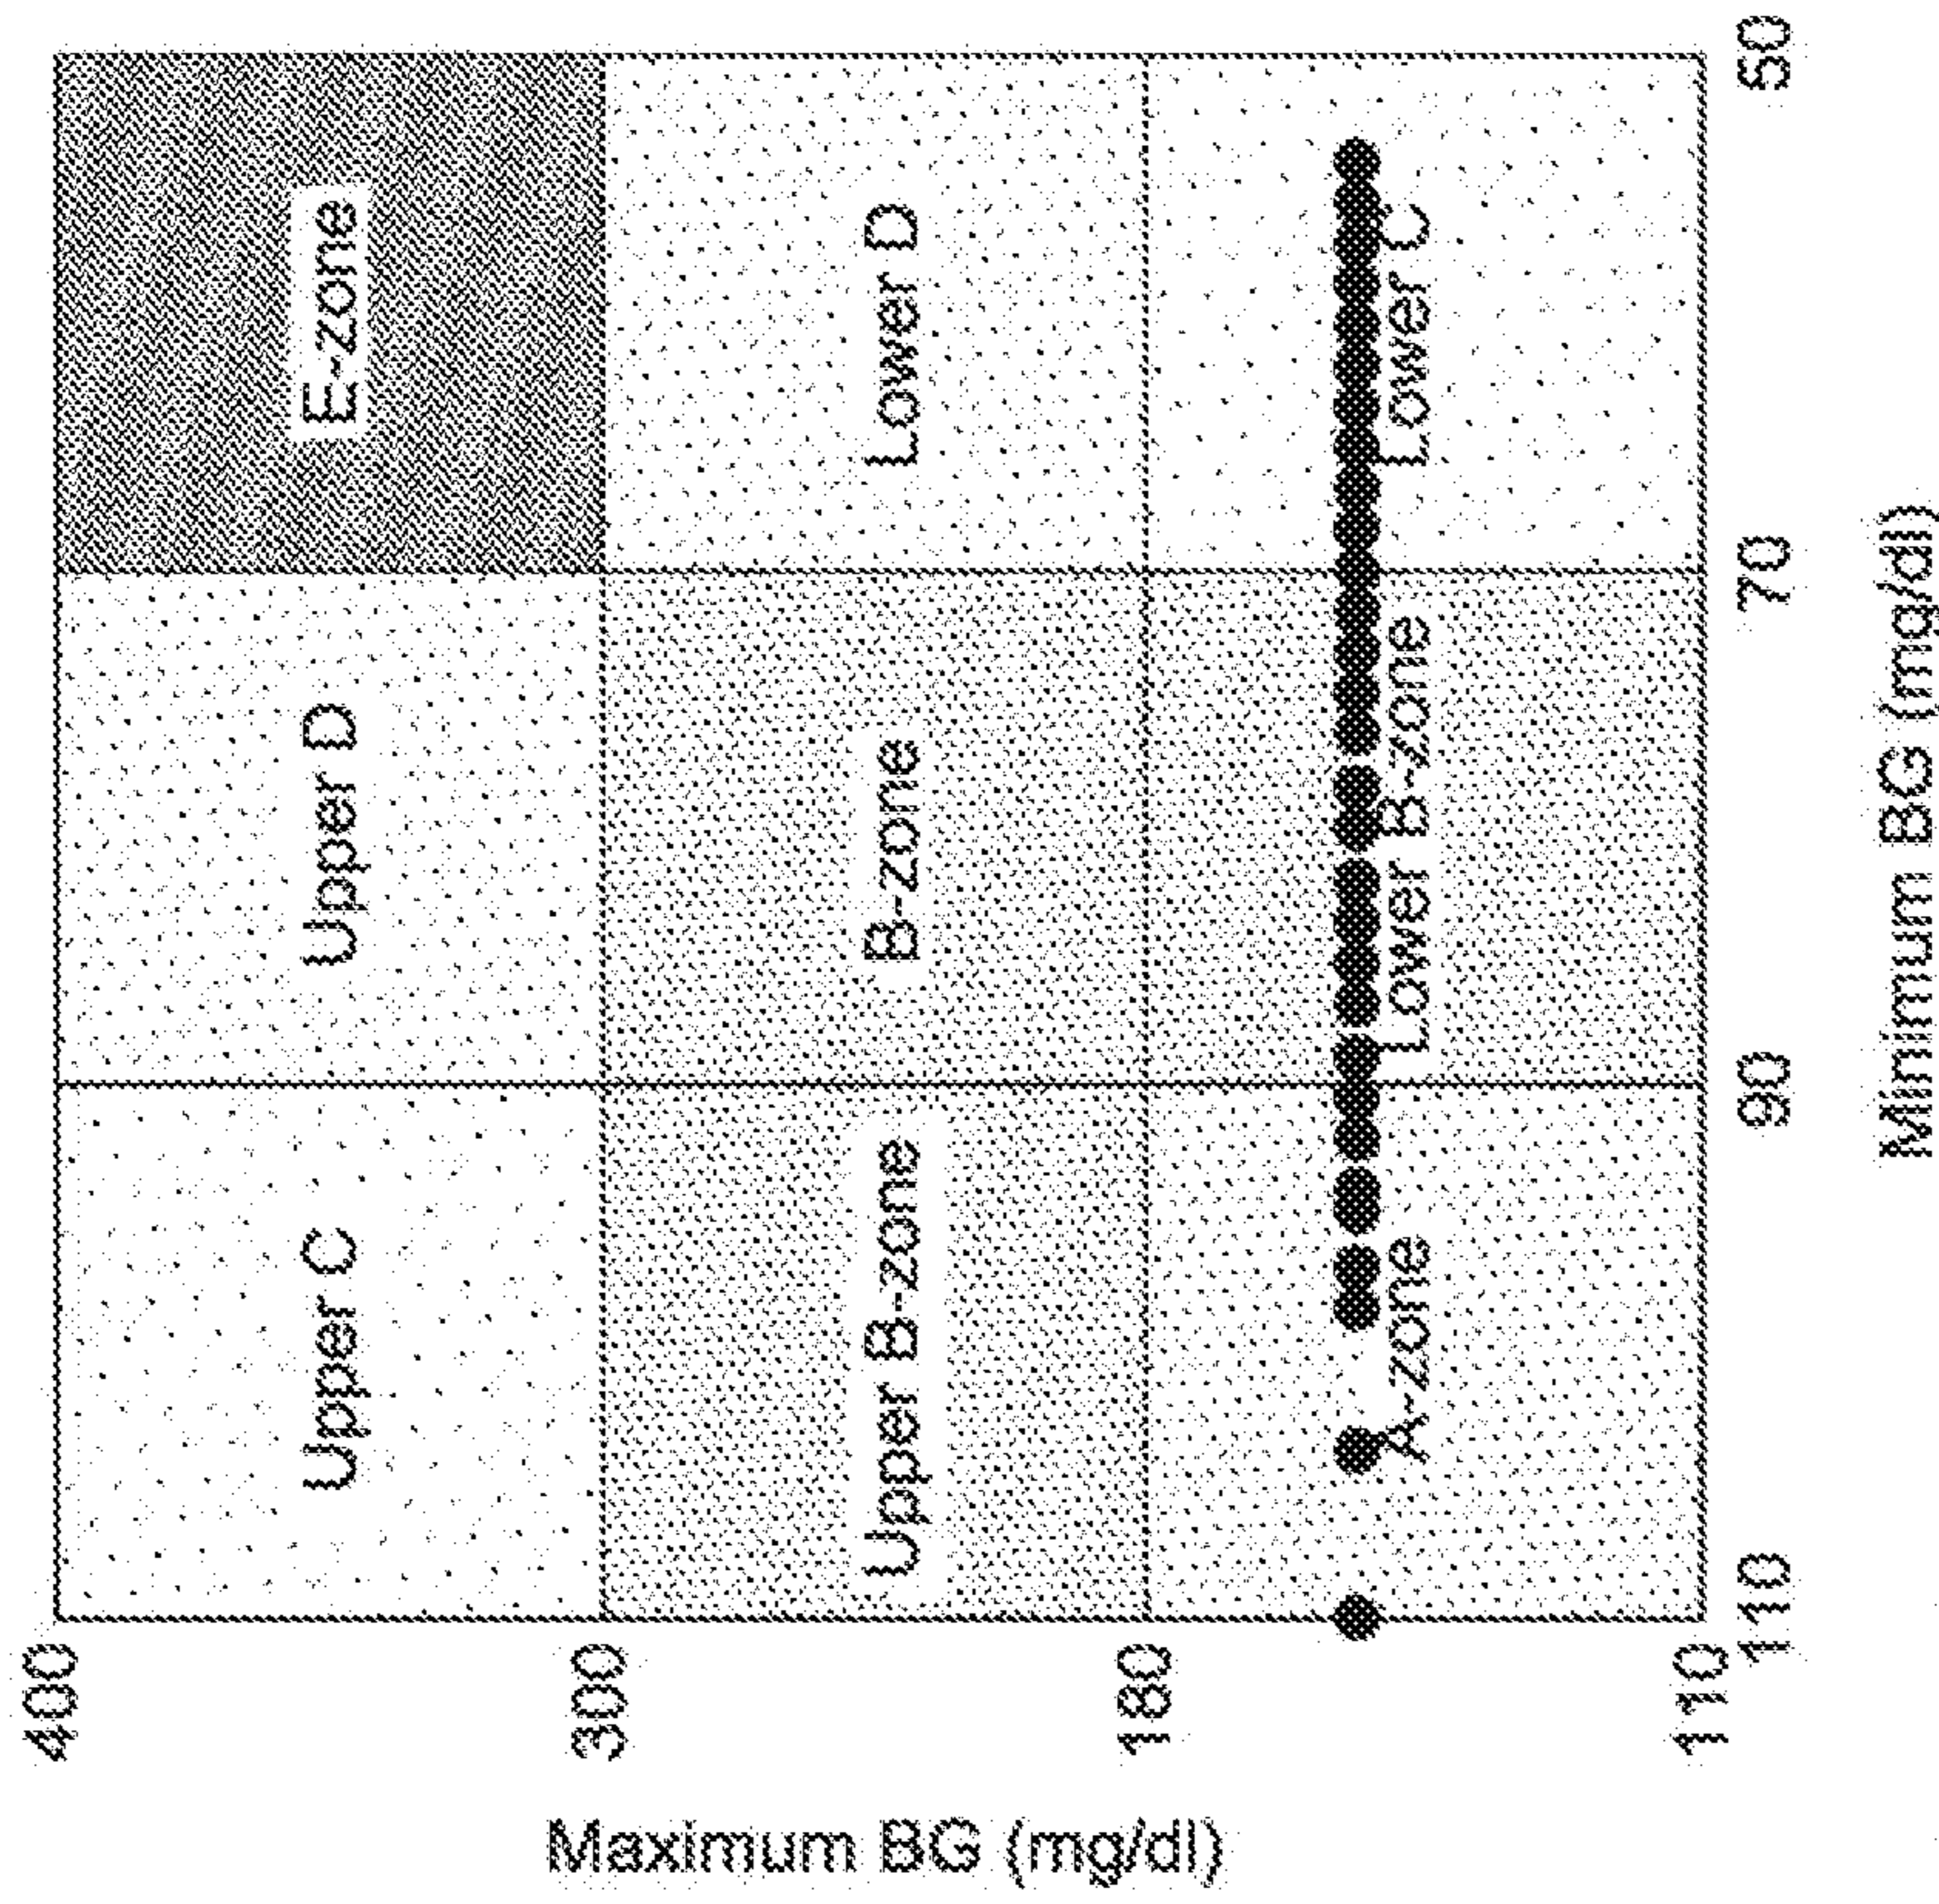 Maximum BG (mg/dl)
400
Upper C
Upper D
E-zone
300
Upper B-zone
B-zone
Lower D
180
A-zone
Lower B-zone
Lower C
110
110
90
70
50
Minimum BG (mg/dl)